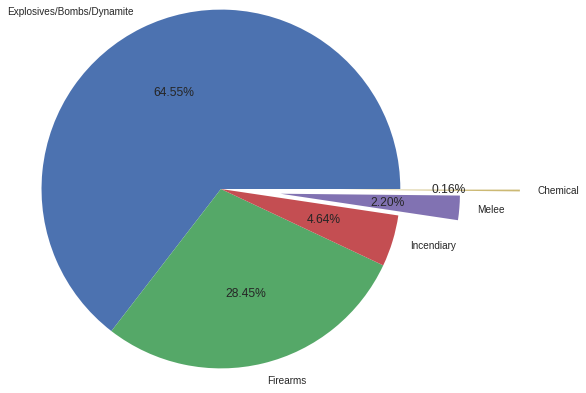 Explosives/Bombs/Dynamite
64.55%
0.16%
Chemical
2.20%
Melee
4.64%
Incendiary
28.45%
Firearms